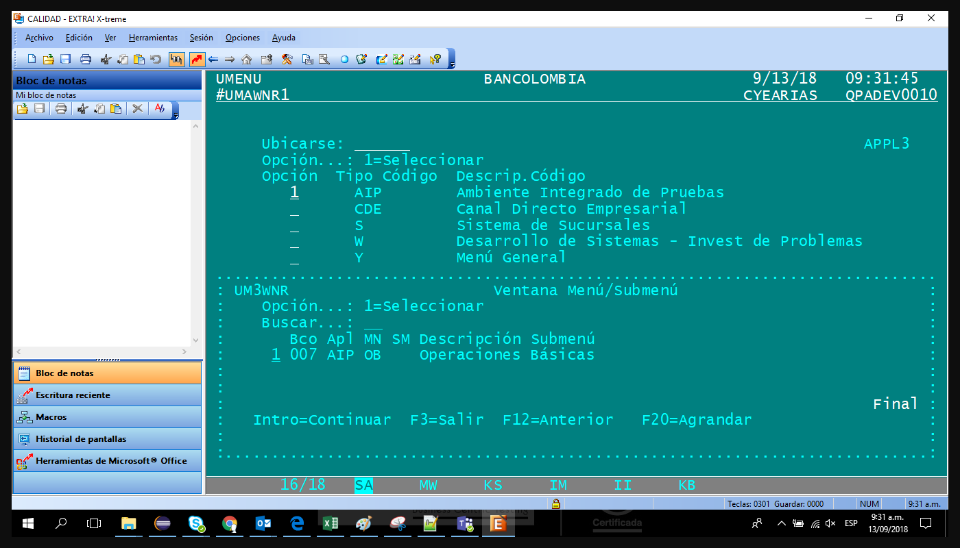 CALIDAD - EXTRA! X-treme
Archivo Edición Ver Herramientas Sesión Opciones Ayuda
Bloc de notas
Mi bloc de notas
UMENU BANCOLOMBIA 9/13/18 09:31:45
#UMAWNR1 CYEARIAS QPADEV0010
Ubicarse: ______ APPL3
Opción...: 1=Seleccionar
Opción Tipo Código Descrip.Código
1 AIP Ambiente Integrado de Pruebas
_ CDE Canal Directo Empresarial
_ S Sistema de Sucursales
_ W Desarrollo de Sistemas - Invest de Problemas
_ Y Menú General
: UM3WNR Ventana Menú/Submenú :
: Opción...: 1=Seleccionar :
: Buscar...: __ :
: Bco Apl MN SM Descripción Submenú :
: 1 007 AIP OB Operaciones Básicas :
: Final :
: Intro=Continuar F3=Salir F12=Anterior F20=Agrandar :
16/18 SA MW KS IM II KB
Bloc de notas
Escritura reciente
Macros
Historial de pantallas
Herramientas de Microsoft® Office
Teclas: 0301 Guardar: 0000 NUM 9:31 a.m.
Certificada
ESP
9:31 a.m.
13/09/2018